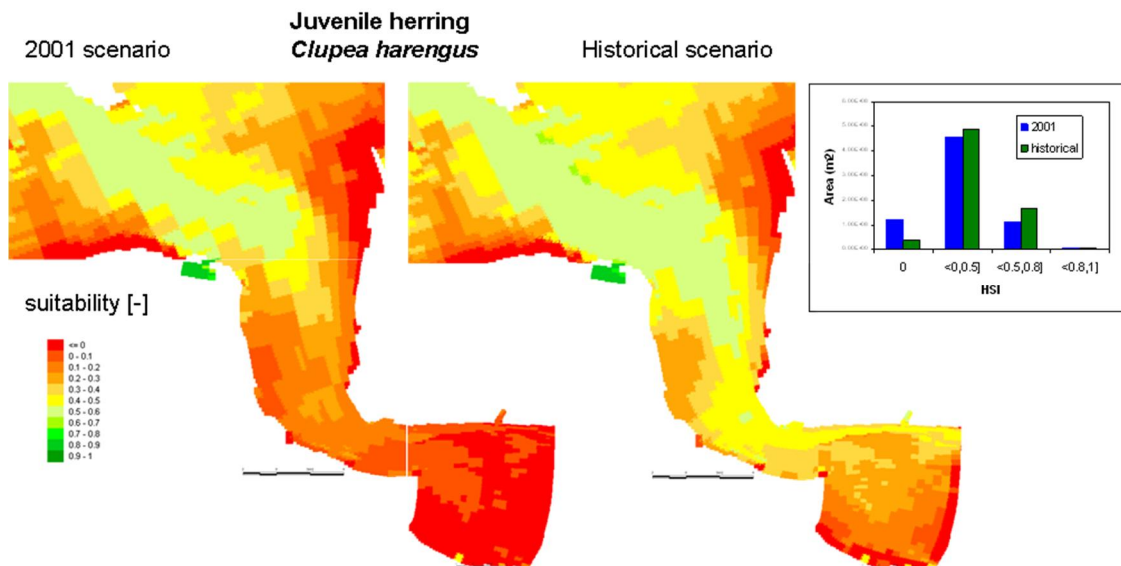 Juvenile herring
2001 scenario
Clupea harengus
Historical scenario
suitability [-]
<= 0
0 - 0.1
0.1 - 0.2
0.2 - 0.3
0.3 - 0.4
0.4 - 0.5
0.5 - 0.6
0.6 - 0.7
0.7 - 0.8
0.8 - 0.9
0.9 - 1
2001
historical
Area (m2)
0
<0,0.5]
<0.5,0.8]
<0.8,1]
HSI